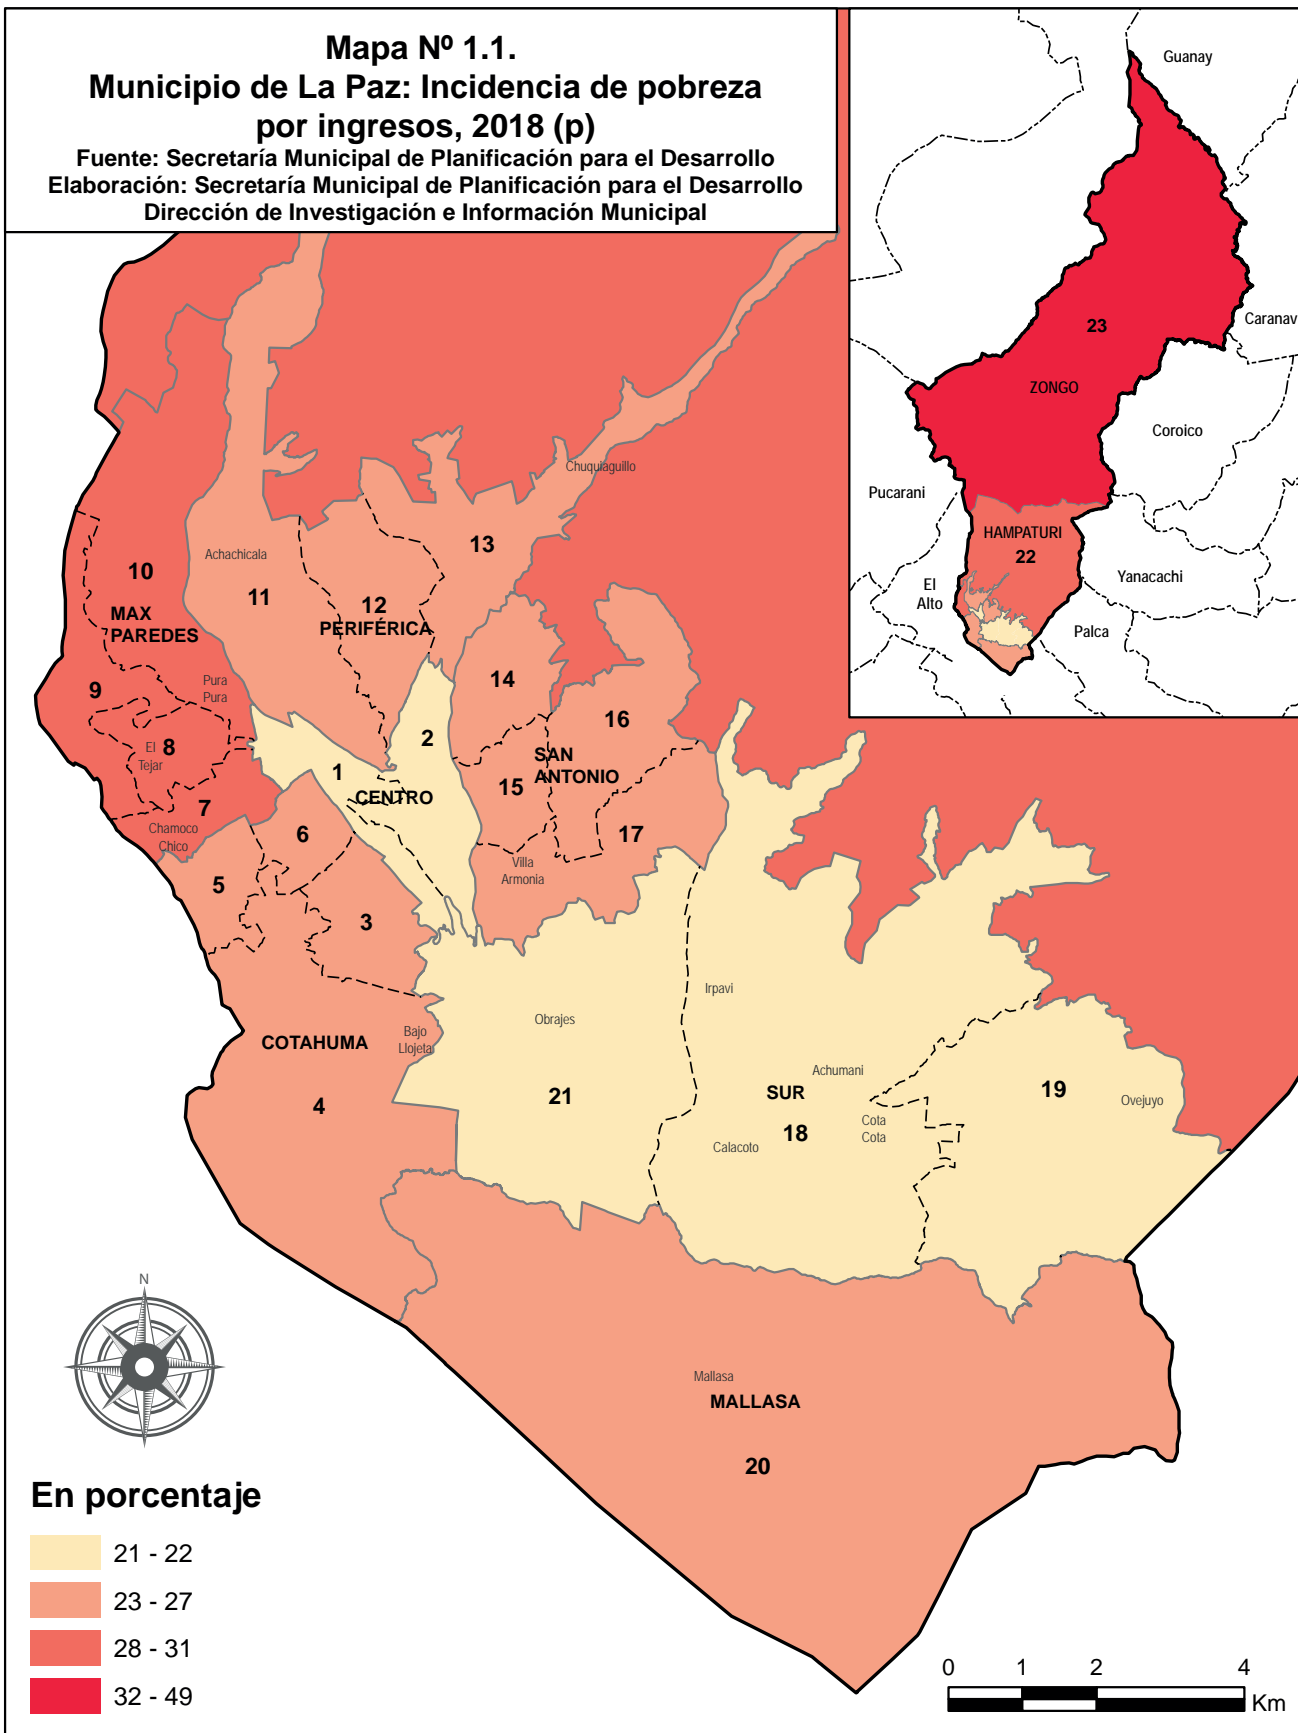 Mapa Nº 1.1.
Municipio de La Paz: Incidencia de pobreza
por ingresos, 2018 (p)
Fuente: Secretaría Municipal de Planificación para el Desarrollo
Elaboración: Secretaría Municipal de Planificación para el Desarrollo
Dirección de Investigación e Información Municipal
Guanay
23
Caranav
ZONGO
Coroico
Pucarani
HAMPATURI
22
El
Alto
Yanacachi
Palca
Chuquiaguillo
13
Achachicala
10
11
12
MAX
PAREDES
PERIFÉRICA
9
Pura
Pura
14
16
2
El
Tejar
8
SAN
ANTONIO
1
15
CENTRO
7
Chamoco
Chico
6
17
Villa
Armonia
5
3
Irpavi
Obrajes
Bajo
Llojeta
COTAHUMA
Achumani
SUR
19
21
4
Ovejuyo
Cota
Cota
18
Calacoto
N
Mallasa
MALLASA
20
En porcentaje
21 - 22
23 - 27
28 - 31
32 - 49
0 1 2 4
Km